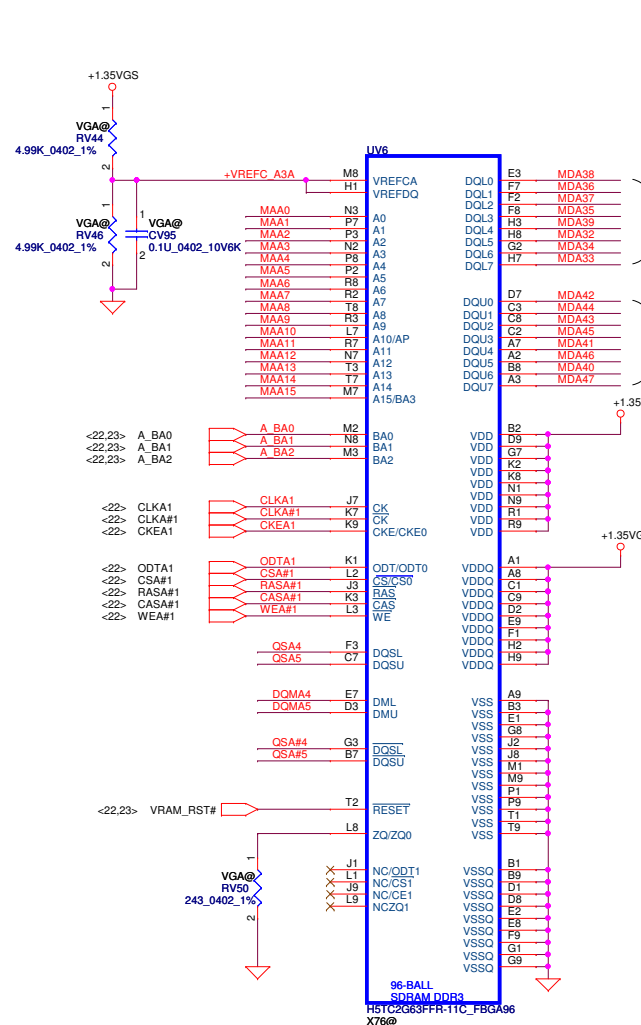 +1.35VGS
1
VGA@
RV44
4.99K_0402_1%
2
+VREFC_A3A
1
VGA@
RV46
4.99K_0402_1%
2
1
VGA@
CV95
0.1U_0402_10V6K
2
UV6
M8 VREFCA
H1 VREFDQ
MAA0 N3 A0
MAA1 P7 A1
MAA2 P3 A2
MAA3 N2 A3
MAA4 P8 A4
MAA5 P2 A5
MAA6 R8 A6
MAA7 R2 A7
MAA8 T8 A8
MAA9 R3 A9
MAA10 L7 A10/AP
MAA11 R7 A11
MAA12 N7 A12
MAA13 T3 A13
MAA14 T7 A14
MAA15 M7 A15/BA3
<22,23> A_BA0 A_BA0 M2 BA0
<22,23> A_BA1 A_BA1 N8 BA1
<22,23> A_BA2 A_BA2 M3 BA2
<22> CLKA1 CLKA1 J7 CK
<22> CLKA#1 CLKA#1 K7 CK
<22> CKEA1 CKEA1 K9 CKE/CKE0
<22> ODTA1 ODTA1 K1 ODT/ODT0
<22> CSA#1 CSA#1 L2 CS/CS0
<22> RASA#1 RASA#1 J3 RAS
<22> CASA#1 CASA#1 K3 CAS
<22> WEA#1 WEA#1 L3 WE
QSA4 F3 DQSL
QSA5 C7 DQSU
DQMA4 E7 DML
DQMA5 D3 DMU
QSA#4 G3 DQSL
QSA#5 B7 DQSU
<22,23> VRAM_RST# T2 RESET
L8 ZQ/ZQ0
1
VGA@
RV50
243_0402_1%
2
J1 NC/ODT1
L1 NC/CS1
J9 NC/CE1
L9 NCZQ1
DQL0 E3 MDA38
DQL1 F7 MDA36
DQL2 F2 MDA37
DQL3 F8 MDA35
DQL4 H3 MDA39
DQL5 H8 MDA32
DQL6 G2 MDA34
DQL7 H7 MDA33
DQU0 D7 MDA42
DQU1 C3 MDA44
DQU2 C8 MDA43
DQU3 C2 MDA45
DQU4 A7 MDA41
DQU5 A2 MDA46
DQU6 B8 MDA40
DQU7 A3 MDA47
+1.35
VDD B2
VDD D9
VDD G7
VDD K2
VDD K8
VDD N1
VDD N9
VDD R1
VDD R9
+1.35VG
VDDQ A1
VDDQ A8
VDDQ C1
VDDQ C9
VDDQ D2
VDDQ E9
VDDQ F1
VDDQ H2
VDDQ H9
VSS A9
VSS B3
VSS E1
VSS G8
VSS J2
VSS J8
VSS M1
VSS M9
VSS P1
VSS P9
VSS T1
VSS T9
VSSQ B1
VSSQ B9
VSSQ D1
VSSQ D8
VSSQ E2
VSSQ E8
VSSQ F9
VSSQ G1
VSSQ G9
96-BALL
SDRAM DDR3
H5TC2G63FFR-11C_FBGA96
X76@